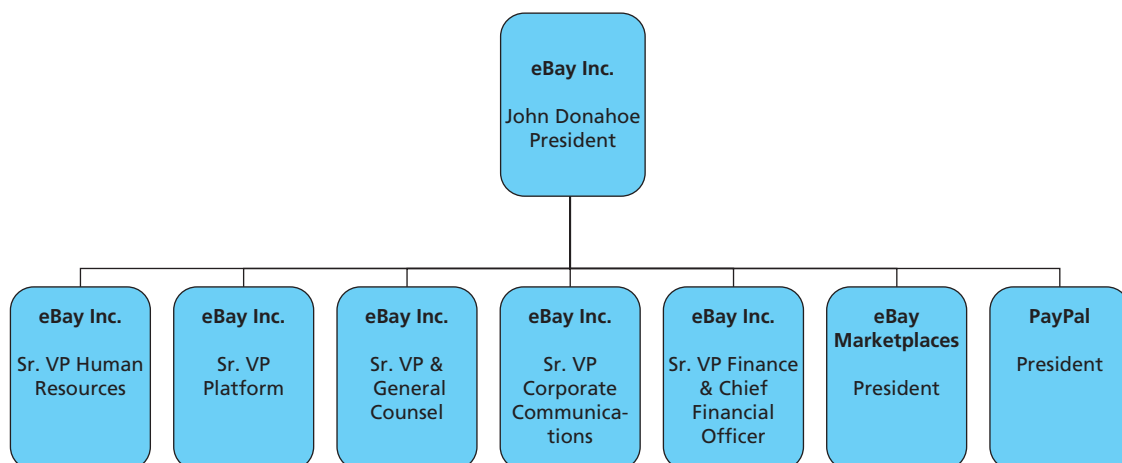 eBay Inc.
John Donahoe
President
eBay Inc.
Sr. VP Human
Resources
eBay Inc.
Sr. VP
Platform
eBay Inc.
Sr. VP &
General
Counsel
eBay Inc.
Sr. VP
Corporate
Communica-
tions
eBay Inc.
Sr. VP Finance
& Chief
Financial
Officer
eBay
Marketplaces
President
PayPal
President